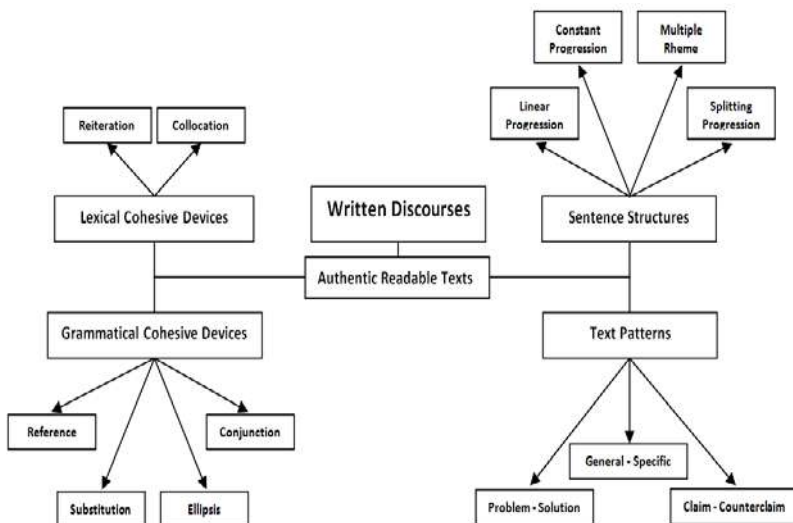 Constant
Progression
Multiple
Rheme
Linear
Progression
Splitting
Progression
Reiteration
Collocation
Lexical Cohesive Devices
Written Discourses
Sentence Structures
Authentic Readable Texts
Grammatical Cohesive Devices
Text Patterns
Reference
Conjunction
Substitution
Ellipsis
General - Specific
Problem - Solution
Claim - Counterclaim